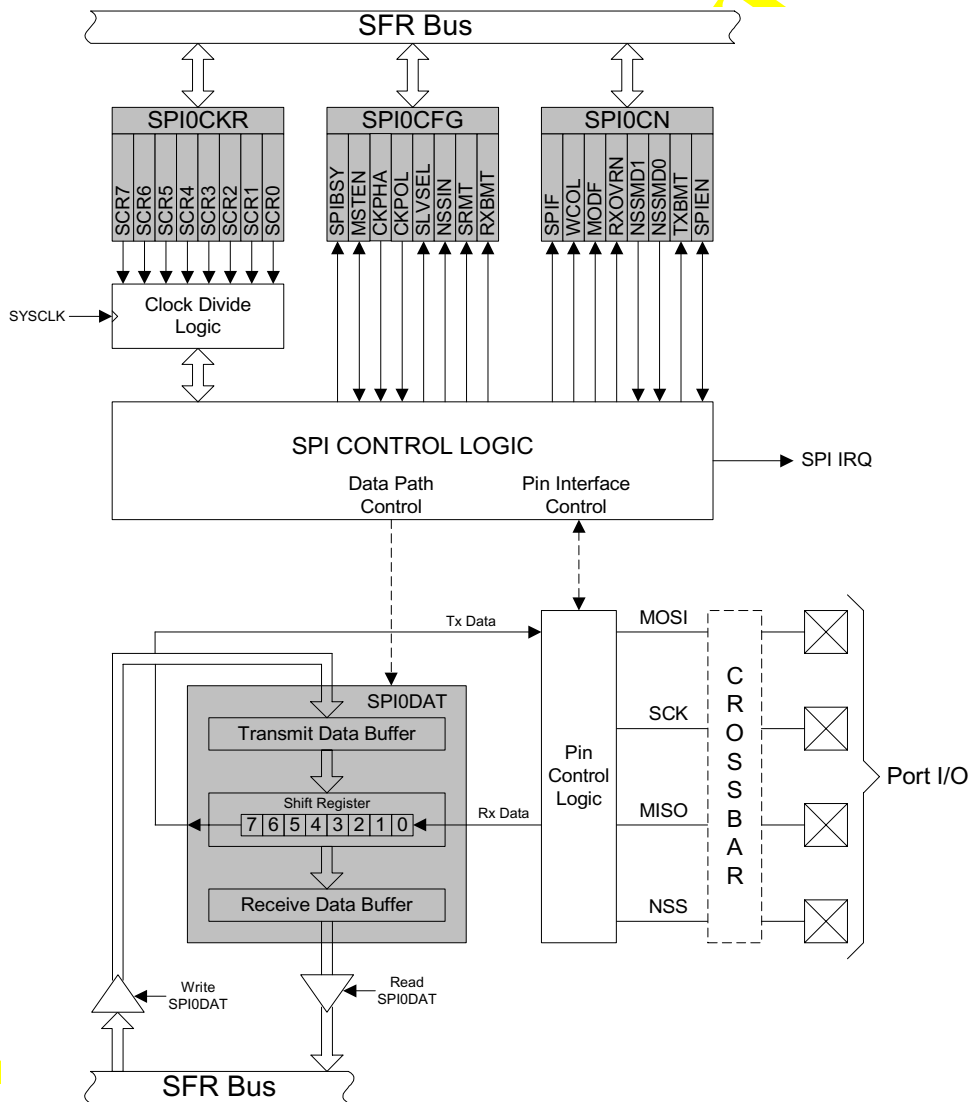 SFR Bus
SPI0CKR
SCR7
SCR6
SCR5
SCR4
SCR3
SCR2
SCR1
SCR0
SPI0CFG
SPIBSY
MSTEN
CKPHA
CKPOL
SLVSEL
NSSIN
SRMT
RXBMT
SPI0CN
SPIF
WCOL
MODF
RXOVRN
NSSMD1
NSSMD0
TXBMT
SPIEN
SYSCLK
Clock Divide
Logic
SPI CONTROL LOGIC
Data Path
Control
Pin Interface
Control
SPI IRQ
Tx Data
SPI0DAT
Transmit Data Buffer
Shift Register
7 6 5 4 3 2 1 0
Rx Data
Receive Data Buffer
Pin
Control
Logic
MOSI
SCK
MISO
NSS
CROSSBAR
Port I/O
Write
SPI0DAT
Read
SPI0DAT
SFR Bus